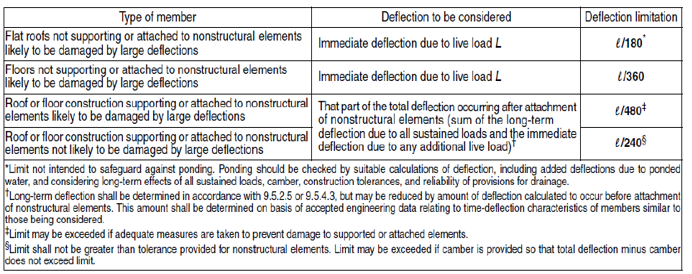 Type of member
Deflection to be considered
Deflection limitation
Flat roofs not supporting or attached to nonstructural elements
likely to be damaged by large deflections
Immediate deflection due to live load L
ℓ/180*
Floors not supporting or attached to nonstructural elements
likely to be damaged by large deflections
Immediate deflection due to live load L
ℓ/360
Roof or floor construction supporting or attached to nonstructural
elements likely to be damaged by large deflections
That part of the total deflection occurring after attachment
of nonstructural elements (sum of the long-term
deflection due to all sustained loads and the immediate
deflection due to any additional live load)†
ℓ/480‡
Roof or floor construction supporting or attached to nonstructural
elements not likely to be damaged by large deflections
ℓ/240§
*Limit not intended to safeguard against ponding. Ponding should be checked by suitable calculations of deflection, including added deflections due to ponded
water, and considering long-term effects of all sustained loads, camber, construction tolerances, and reliability of provisions for drainage.
†Long-term deflection shall be determined in accordance with 9.5.2.5 or 9.5.4.3, but may be reduced by amount of deflection calculated to occur before attachment
of nonstructural elements. This amount shall be determined on basis of accepted engineering data relating to time-deflection characteristics of members similar to
those being considered.
‡Limit may be exceeded if adequate measures are taken to prevent damage to supported or attached elements.
§Limit shall not be greater than tolerance provided for nonstructural elements. Limit may be exceeded if camber is provided so that total deflection minus camber
does not exceed limit.